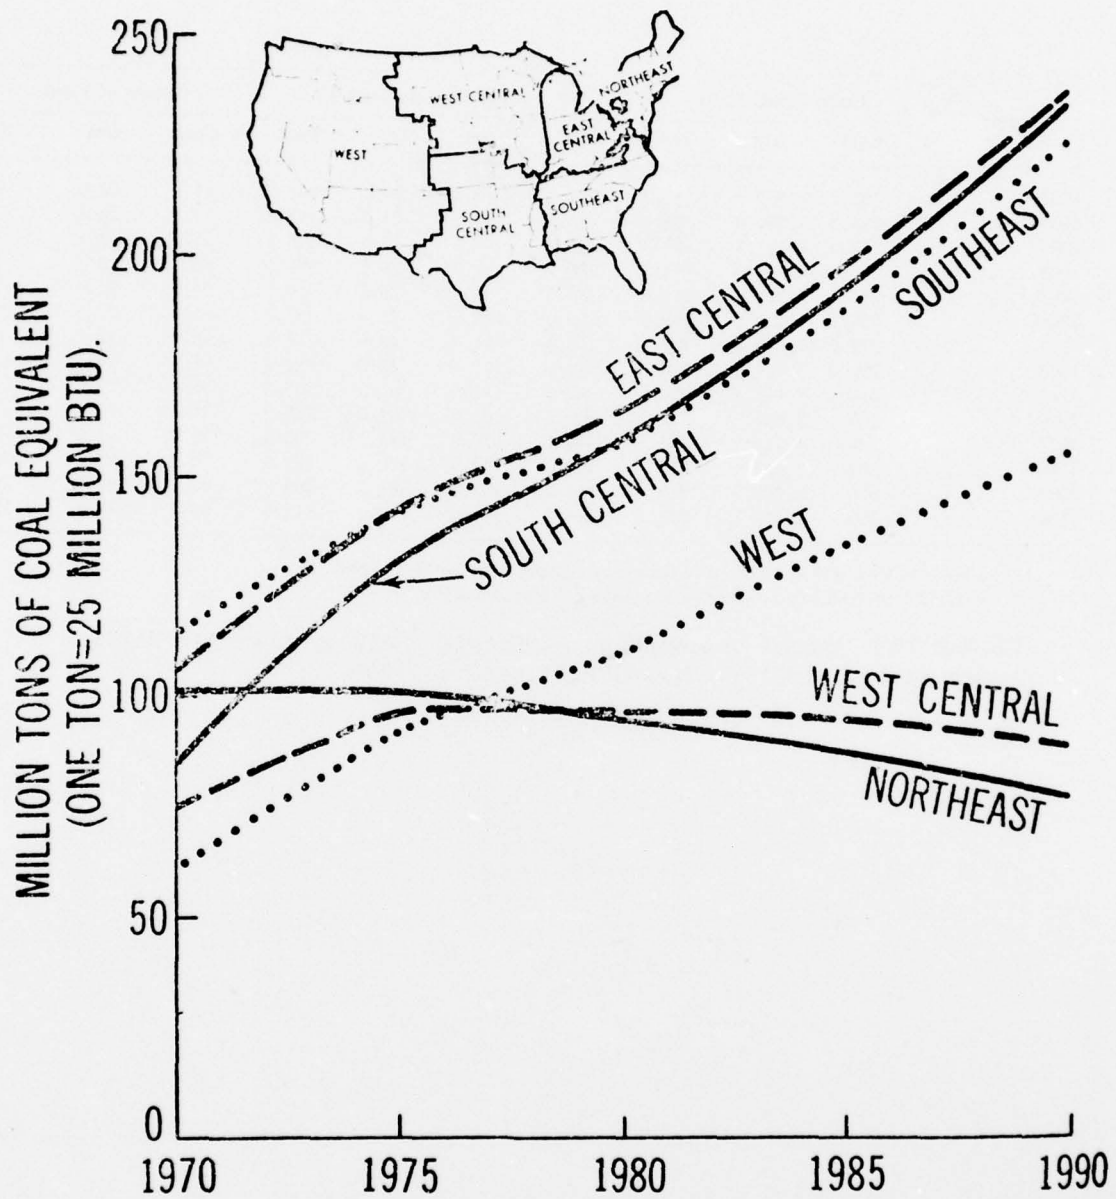 MILLION TONS OF COAL EQUIVALENT
(ONE TON=25 MILLION BTU).
250
200
150
100
50
0
1970
1975
1980
1985
1990
WEST
WEST CENTRAL
NORTHEAST
EAST
CENTRAL
SOUTH
CENTRAL
SOUTHEAST
EAST CENTRAL
SOUTHEAST
SOUTH CENTRAL
WEST
WEST CENTRAL
NORTHEAST